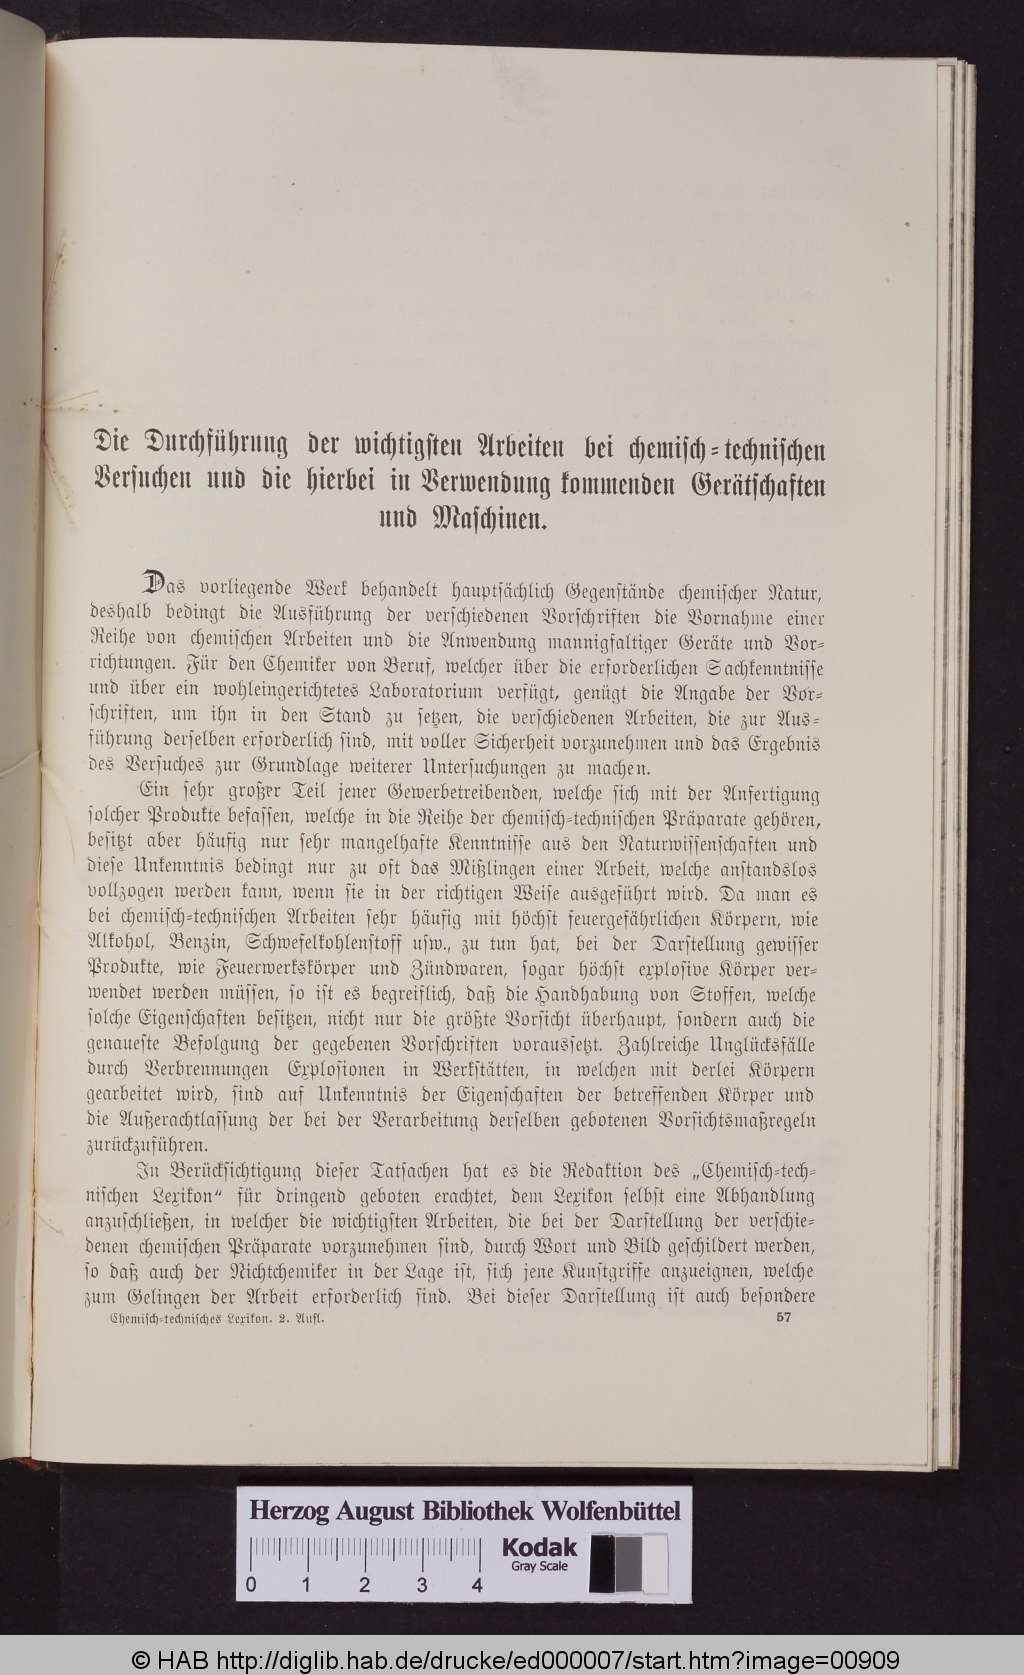 Die Durchführung der wichtigsten Arbeiten bei chemisch-technischen
Versuchen und die hierbei in Verwendung kommenden Gerätschaften
und Maschinen.
Das vorliegende Werk behandelt hauptsächlich Gegenstände chemischer Natur,
deshalb bedingt die Ausführung der verschiedenen Vorschriften die Vornahme einer
Reihe von chemischen Arbeiten und die Anwendung mannigfaltiger Geräte und Vor-
richtungen. Für den Chemiker von Beruf, welcher über die erforderlichen Sachkenntnisse
und über ein wohleingerichtetes Laboratorium verfügt, genügt die Angabe der Vor-
schriften, um ihn in den Stand zu setzen, die verschiedenen Arbeiten, die zur Aus-
führung derselben erforderlich sind, mit voller Sicherheit vorzunehmen und das Ergebnis
des Versuches zur Grundlage weiterer Untersuchungen zu machen.
Ein sehr großer Teil jener Gewerbetreibenden, welche sich mit der Anfertigung
solcher Produkte befassen, welche in die Reihe der chemisch-technischen Präparate gehören,
besitzt aber häufig nur sehr mangelhafte Kenntnisse aus den Naturwissenschaften und
diese Unkenntnis bedingt nur zu oft das Mißlingen einer Arbeit, welche anstandslos
vollzogen werden kann, wenn sie in der richtigen Weise ausgeführt wird. Da man es
bei chemisch-technischen Arbeiten sehr häufig mit höchst feuergefährlichen Körpern, wie
Alkohol, Benzin, Schwefelkohlenstoff usw., zu tun hat, bei der Darstellung gewisser
Produkte, wie Feuerwerkskörper und Zündwaren, sogar höchst explosive Körper ver-
wendet werden müssen, so ist es begreiflich, daß die Handhabung von Stoffen, welche
solche Eigenschaften besitzen, nicht nur die größte Vorsicht überhaupt, sondern auch die
genaueste Befolgung der gegebenen Vorschriften voraussetzt. Zahlreiche Unglücksfälle
durch Verbrennungen Explosionen in Werkstätten, in welchen mit derlei Körpern
gearbeitet wird, sind auf Unkenntnis der Eigenschaften der betreffenden Körper und
die Außerachtlassung der bei der Verarbeitung derselben gebotenen Vorsichtsmaßregeln
zurückzuführen.
In Berücksichtigung dieser Tatsachen hat es die Redaktion des „Chemisch-tech-
nischen Lexikon“ für dringend geboten erachtet, dem Lexikon selbst eine Abhandlung
anzuschließen, in welcher die wichtigsten Arbeiten, die bei der Darstellung der verschie-
denen chemischen Präparate vorzunehmen sind, durch Wort und Bild geschildert werden,
so daß auch der Nichtchemiker in der Lage ist, sich jene Kunstgriffe anzueignen, welche
zum Gelingen der Arbeit erforderlich sind. Bei dieser Darstellung ist auch besondere
Chemisch-technisches Lexikon. 2. Aufl. 57
Herzog August Bibliothek Wolfenbüttel
Kodak
Gray Scale
0 1 2 3 4
© HAB http://diglib.hab.de/drucke/ed000007/start.htm?image=00909